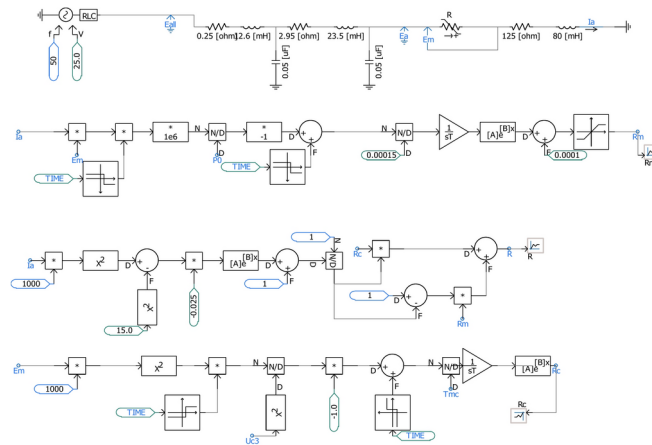 RLC
f
V
50
25.0
Eall
0.25 [ohm]
12.6 [mH]
0.05 [uF]
2.95 [ohm]
23.5 [mH]
0.05 [uF]
Ea
Em
R
125 [ohm]
80 [mH]
Ia
Ia
*
Em
TIME
*
*
1e6
N
N/D
D
P0
*
-1
TIME
D
+
+
F
N
N/D
D
0.00015
1
sT
[B]x
[A]e
D
+
+
F
0.0001
Rm
Ia
*
1000
X²
D
+
-
F
X²
15.0
*
-0.025
[B]x
[A]e
D
+
+
F
1
1
N
N/D
D
Rc
*
1
D
+
-
F
*
Rm
D
+
+
F
R
R
Em
*
1000
X²
TIME
*
N
N/D
D
X²
Uc3
*
-1.0
D
+
+
F
TIME
N
N/D
D
Tmc
1
sT
[B]x
[A]e
Rc